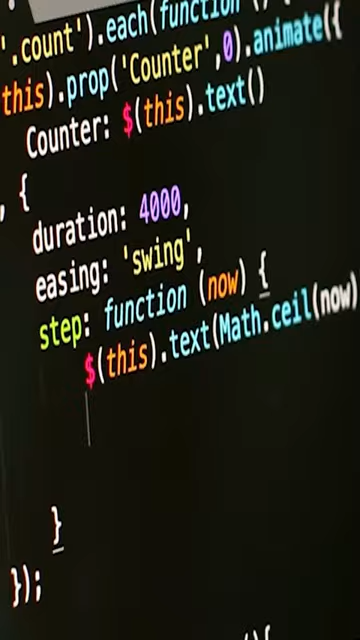 '.count').each(function () {
this).prop('Counter',0).animate({
Counter: $(this).text()
, {
duration: 4000,
easing: 'swing',
step: function (now) {
$(this).text(Math.ceil(now)
}
});
({